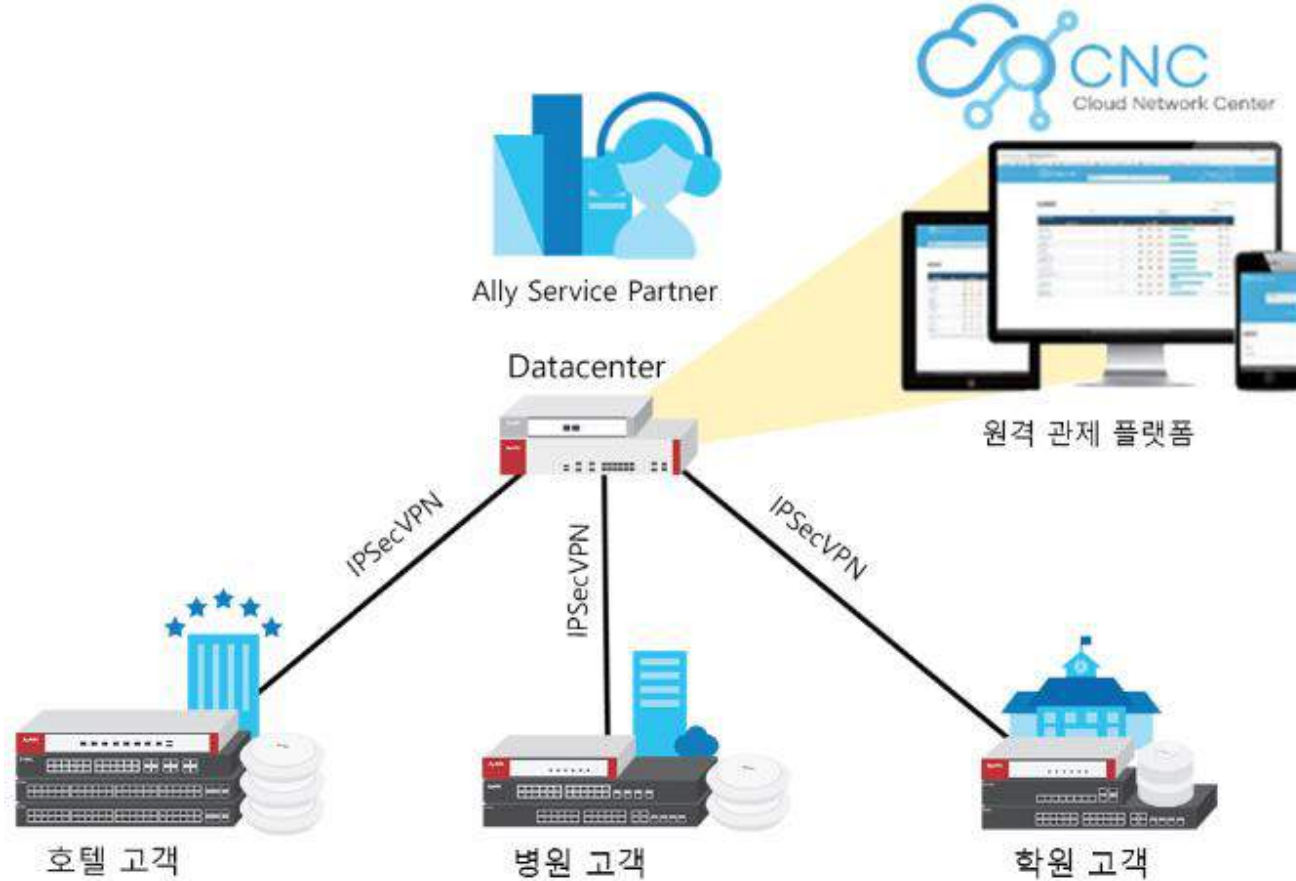 CNC
Cloud Network Center
Ally Service Partner
Datacenter
원격 관제 플랫폼
IPSecVPN
IPSecVPN
IPSecVPN
호텔 고객
병원 고객
학원 고객